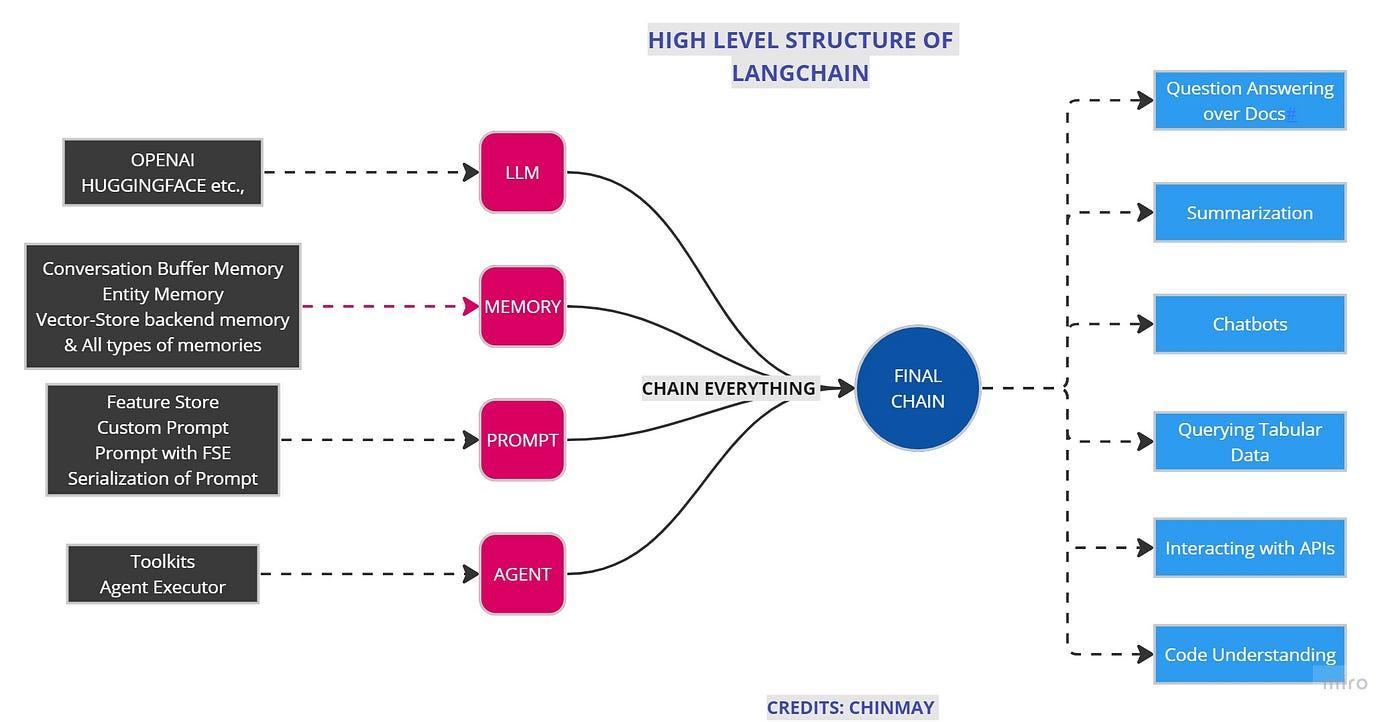 HIGH LEVEL STRUCTURE OF
LANGCHAIN
OPENAI
HUGGINGFACE etc.,
Conversation Buffer Memory
Entity Memory
Vector-Store backend memory
& All types of memories
Feature Store
Custom Prompt
Prompt with FSE
Serialization of Prompt
Toolkits
Agent Executor
LLM
MEMORY
PROMPT
AGENT
CHAIN EVERYTHING
FINAL
CHAIN
Question Answering
over Docs#
Summarization
Chatbots
Querying Tabular
Data
Interacting with APIs
Code Understanding
miro
CREDITS: CHINMAY